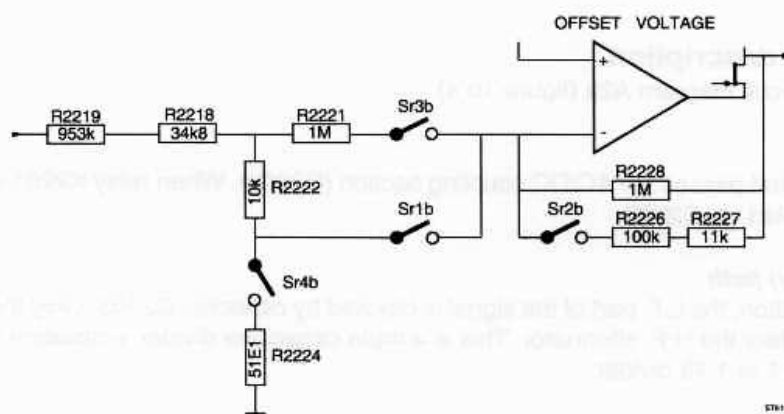 OFFSET VOLTAGE
+
-
R2219
953k
R2218
34k8
R2221
1M
Sr3b
10k
R2222
Sr1b
Sr2b
R2228
1M
R2226
100k
R2227
11k
Sr4b
51E1
R2224